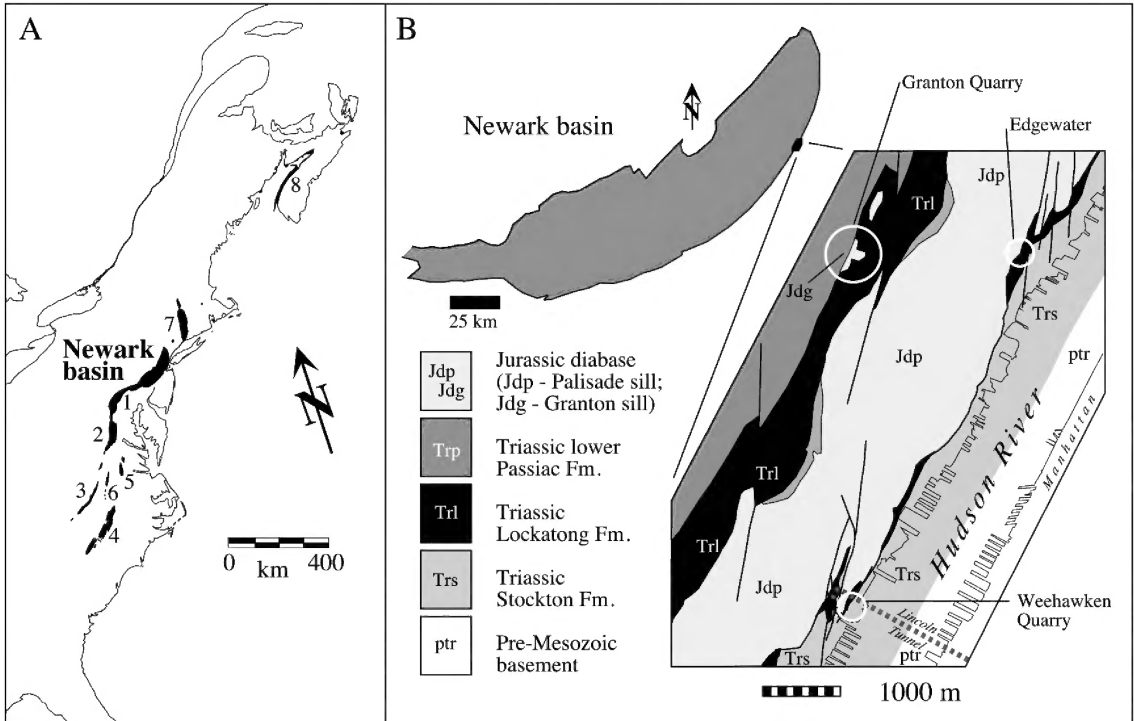 A
8
7
Newark
basin
1
2
3
6
5
4
N
0 400
km
B
Newark basin
N
25 km
Granton Quarry
Edgewater
Jdp
Trl
Jdg
Trs
Jdp
ptr
Hudson River
Manhattan
Trl
Trl
Jdp
Trs
Weehawken
Quarry
Lincoln
Tunnel
Trs
ptr
1000 m
Jdp
Jdg
Jurassic diabase
(Jdp - Palisade sill;
Jdg - Granton sill)
Trp
Triassic lower
Passiac Fm.
Trl
Triassic
Lockatong Fm.
Trs
Triassic
Stockton Fm.
ptr
Pre-Mesozoic
basement